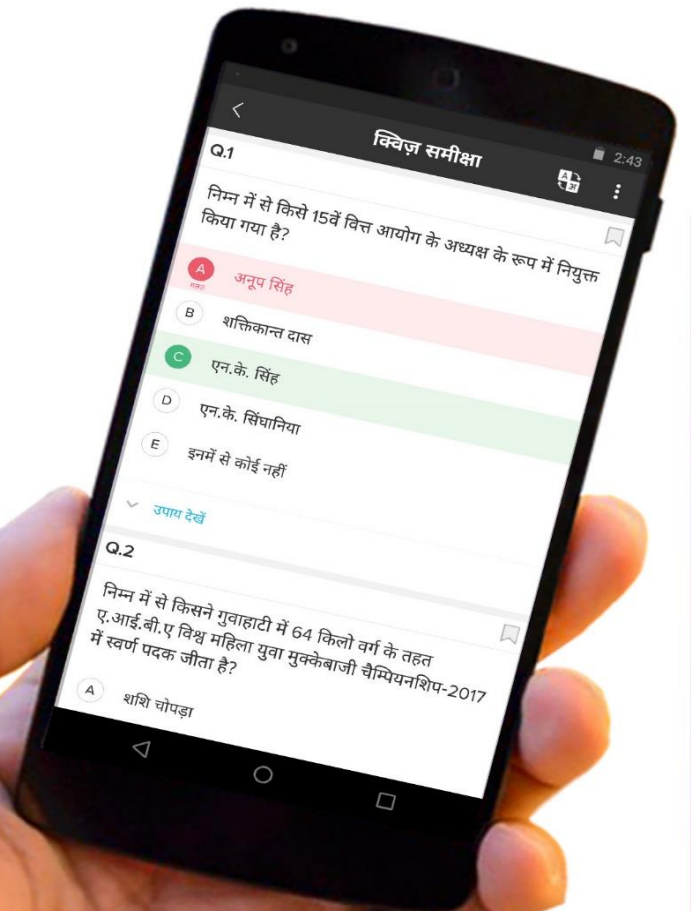 2:43
क्विज़ समीक्षा
Q.1
निम्न में से किसे 15वें वित्त आयोग के अध्यक्ष के रूप में नियुक्त
किया गया है?
A अनूप सिंह
गलत
B शक्तिकान्त दास
C एन.के. सिंह
D एन.के. सिंघानिया
E इनमें से कोई नहीं
उपाय देखें
Q.2
निम्न में से किसने गुवाहाटी में 64 किलो वर्ग के तहत
ए.आई.बी.ए विश्व महिला युवा मुक्केबाजी चैम्पियनशिप-2017
में स्वर्ण पदक जीता है?
A शशि चोपड़ा